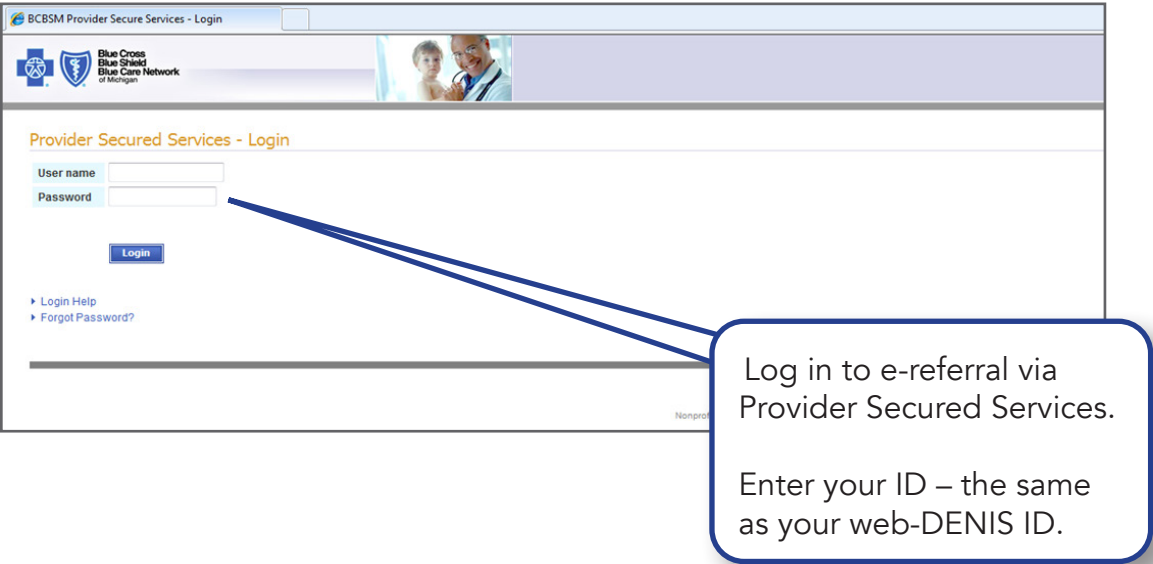 BCBSM Provider Secure Services - Login
Blue Cross
Blue Shield
Blue Care Network
of Michigan
Provider Secured Services - Login
User name
Password
Login
Login Help
Forgot Password?
Log in to e-referral via
Provider Secured Services.
Enter your ID – the same
as your web-DENIS ID.